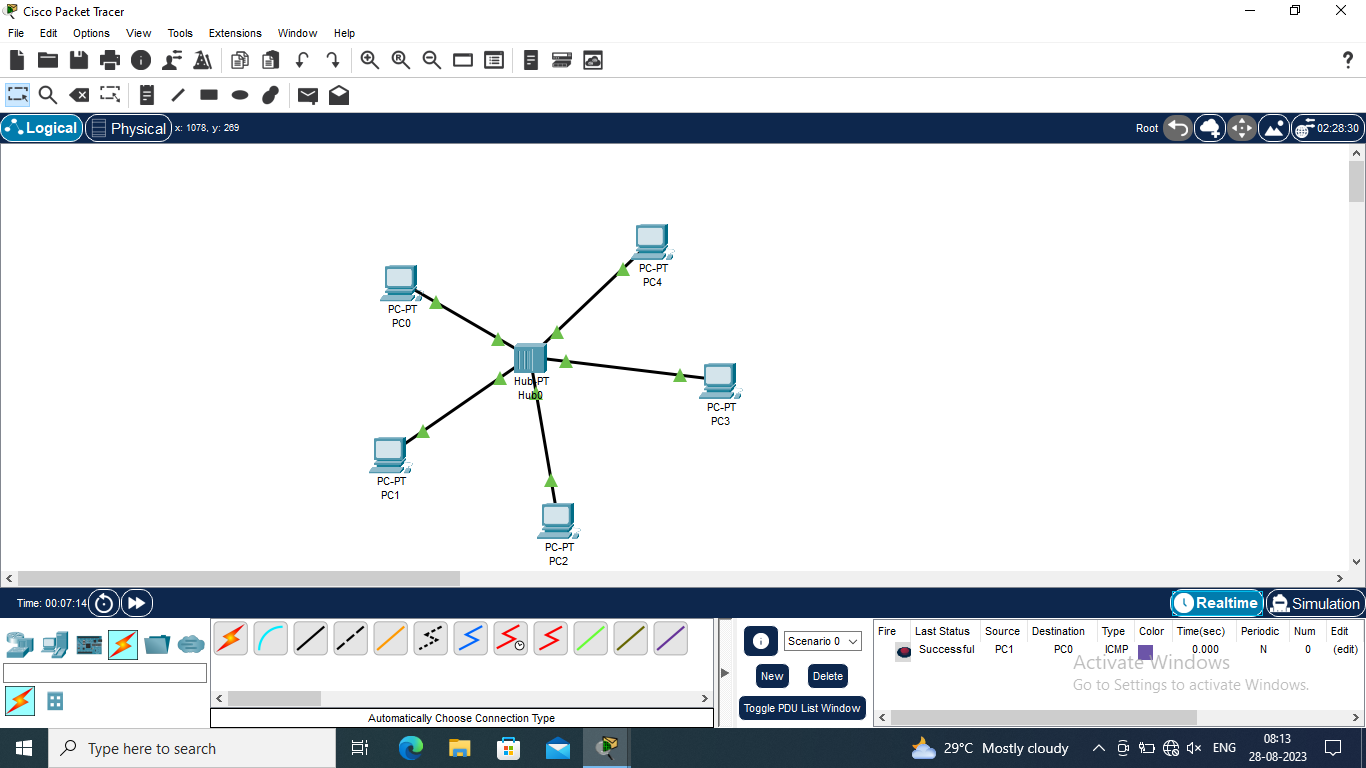 Cisco Packet Tracer
File Edit Options View Tools Extensions Window Help
Logical Physical x: 1078, y: 289 Root 02:28:30
PC-PT
PC4
PC-PT
PC0
Hub-PT
Hub0
PC-PT
PC3
PC-PT
PC1
PC-PT
PC2
Time: 00:07:14 Realtime Simulation
Scenario 0
New Delete
Toggle PDU List Window
Fire Last Status Source Destination Type Color Time(sec) Periodic Num Edit
Successful PC1 PC0 ICMP 0.000 N 0 (edit)
Activate Windows
Go to Settings to activate Windows.
Automatically Choose Connection Type
Type here to search
29°C Mostly cloudy
ENG
08:13
28-08-2023